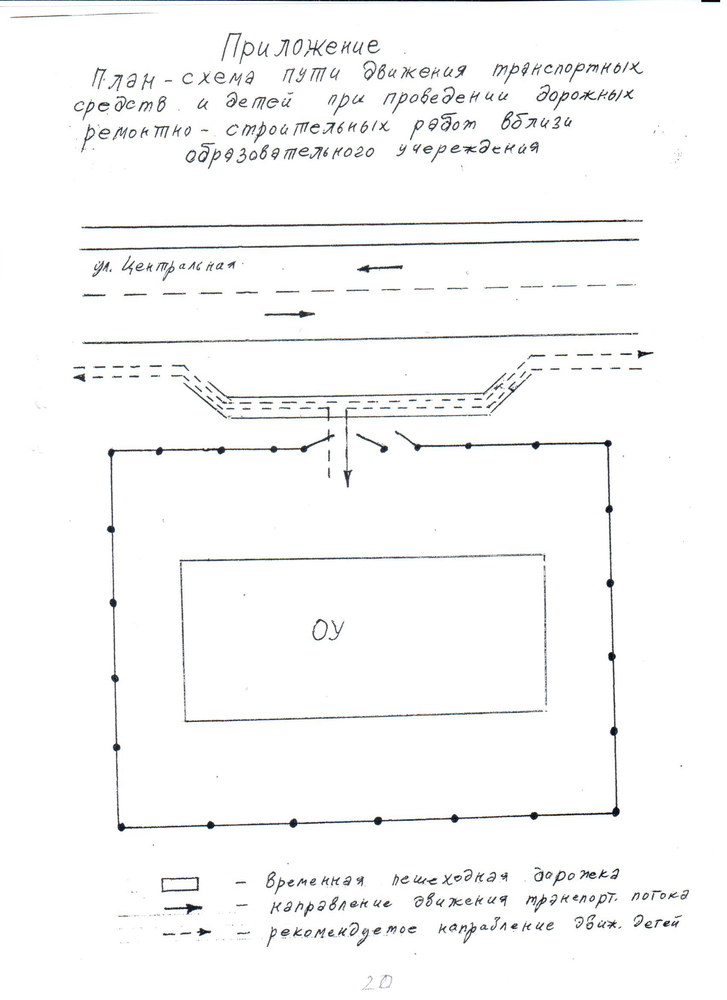 Приложение
План - схема пути движения транспортных
средств и детей при проведении дорожных
ремонтно - строительных работ вблизи
образовательного учереждения
ул. Центральная
ОУ
- временная пешеходная дорожека
- направление движения транспорт. потока
- рекомендуемое направление движ. детей
20